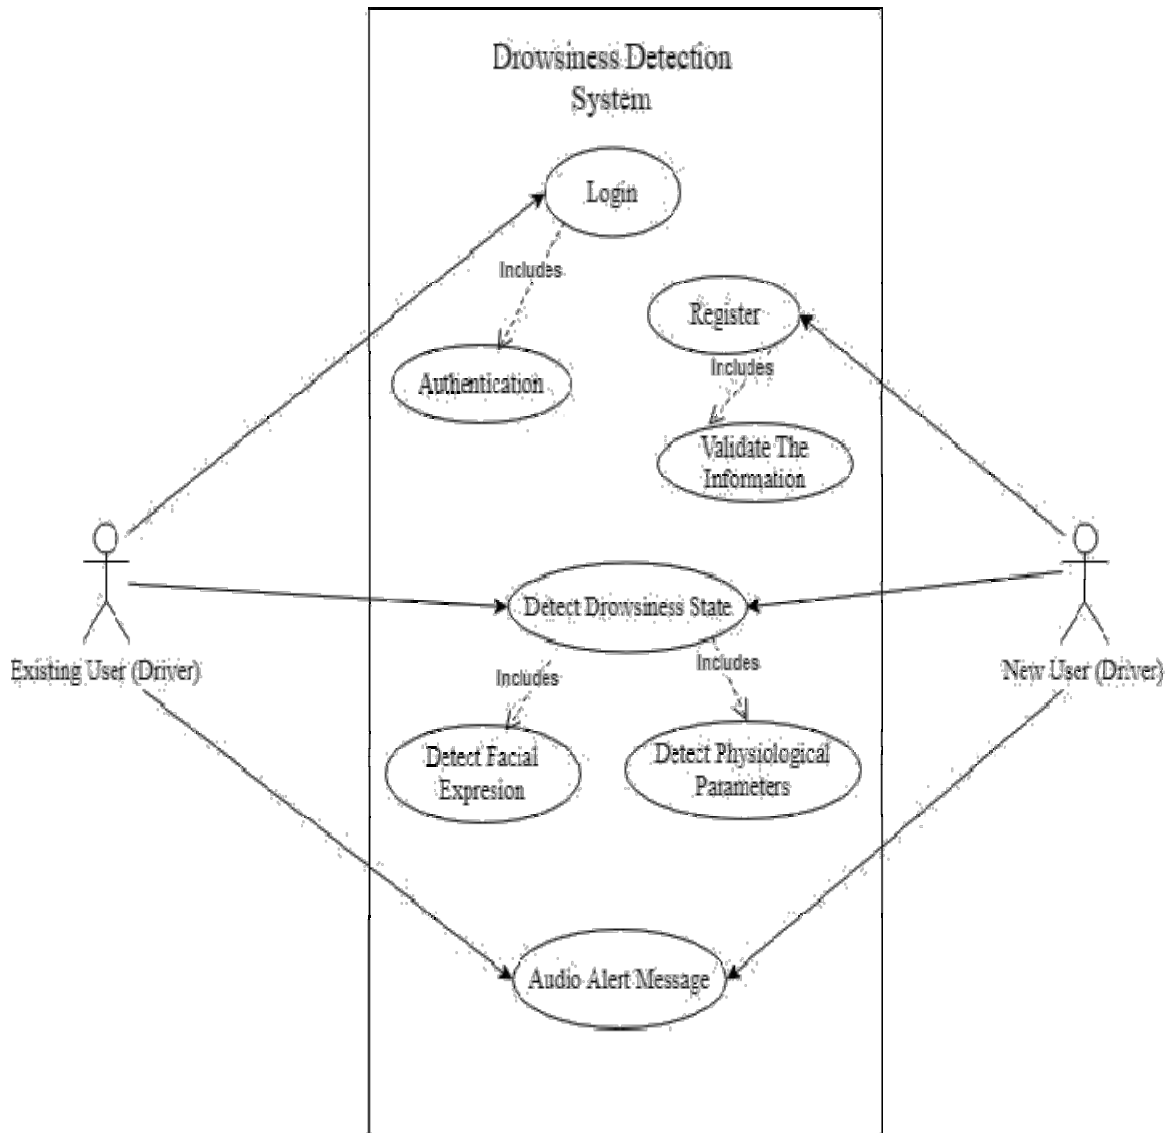 Drowsiness Detection
System
Login
Includes
Register
Includes
Authentication
Validate The
Information
Detect Drowsiness State
Existing User (Driver)
New User (Driver)
Includes
Includes
Detect Facial
Expresion
Detect Physiological
Parameters
Audio Alert Message